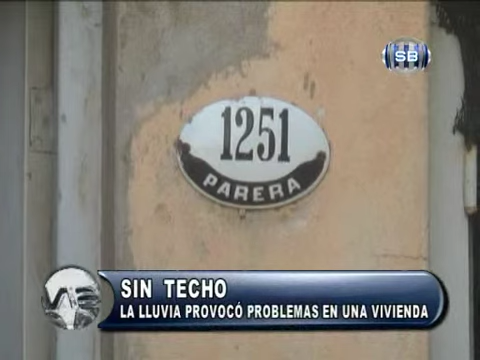 SB
1251
PARERA
SIN TECHO
LA LLUVIA PROVOCÓ PROBLEMAS EN UNA VIVIENDA